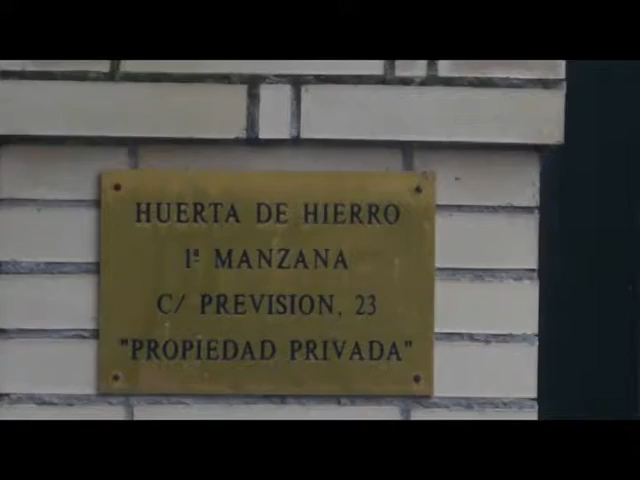 HUERTA DE HIERRO
1ª MANZANA
C/ PREVISION, 23
"PROPIEDAD PRIVADA"